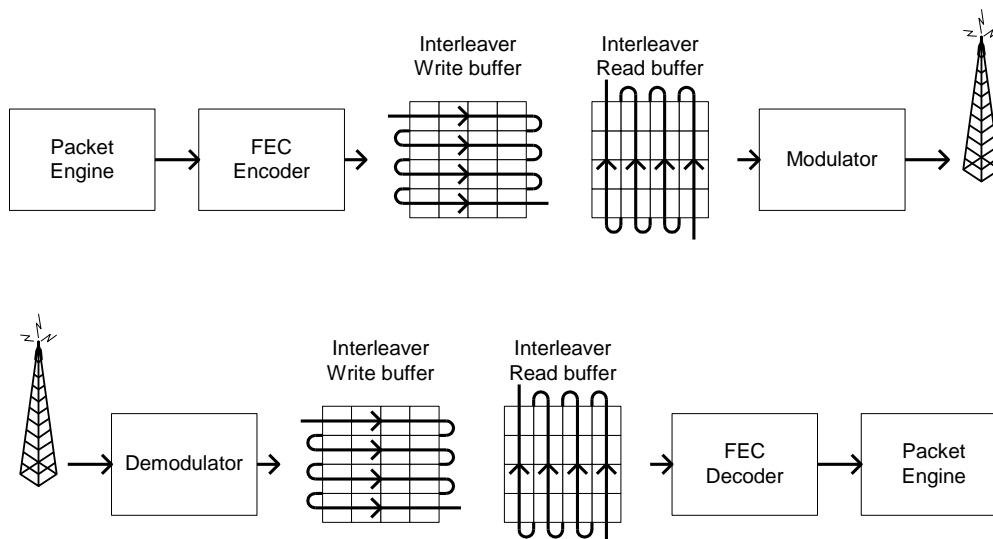 Interleaver
Write buffer
Interleaver
Read buffer
Packet
Engine
FEC
Encoder
Modulator
Interleaver
Write buffer
Interleaver
Read buffer
Demodulator
FEC
Decoder
Packet
Engine